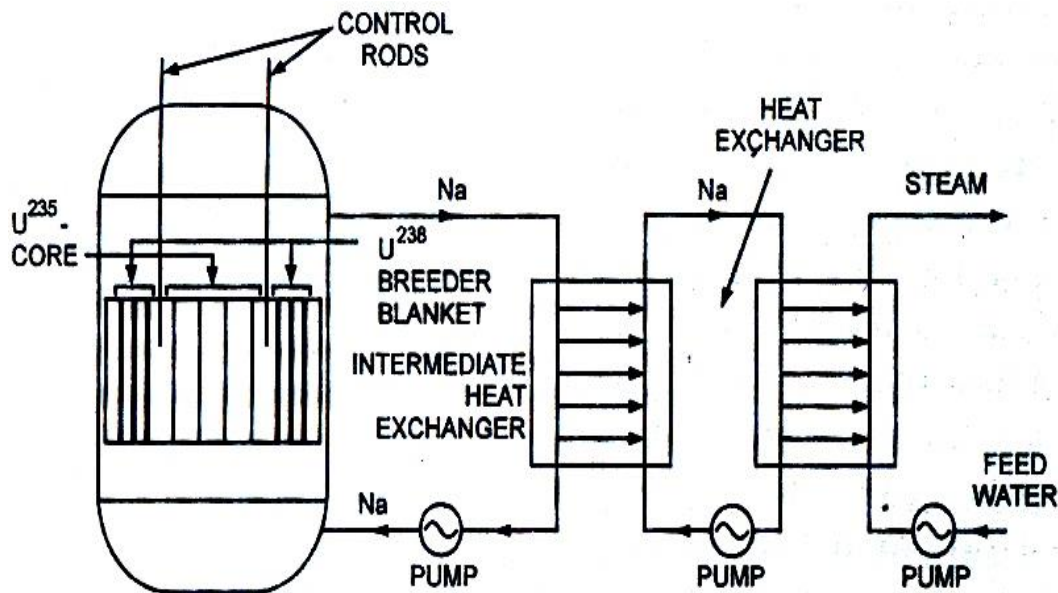 CONTROL
RODS
HEAT
EXCHANGER
Na
Na
STEAM
U²³⁵-
CORE
U²³⁸
BREEDER
BLANKET
INTERMEDIATE
HEAT
EXCHANGER
FEED
WATER
Na
PUMP
PUMP
PUMP